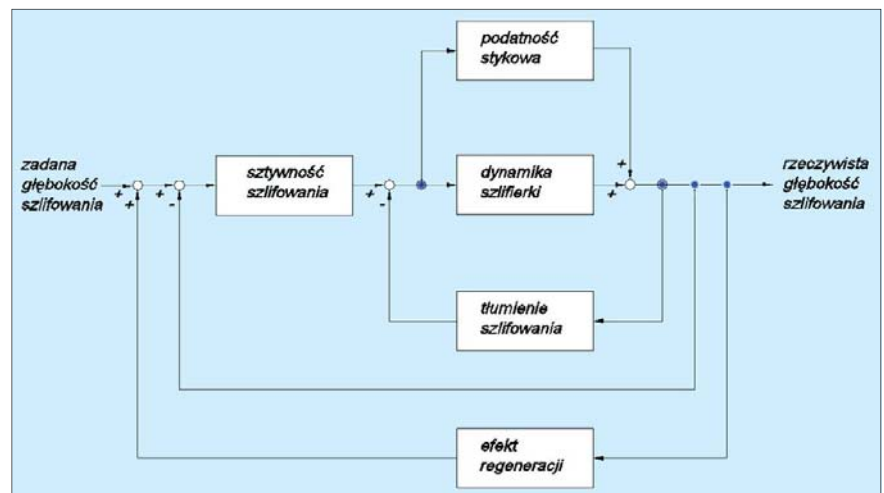 podatność
stykowa
zadana
głębokość
szlifowania
+
+
+
-
sztywność
szlifowania
+
-
dynamika
szlifierki
+
+
rzeczywista
głębokość
szlifowania
tłumienie
szlifowania
efekt
regeneracji